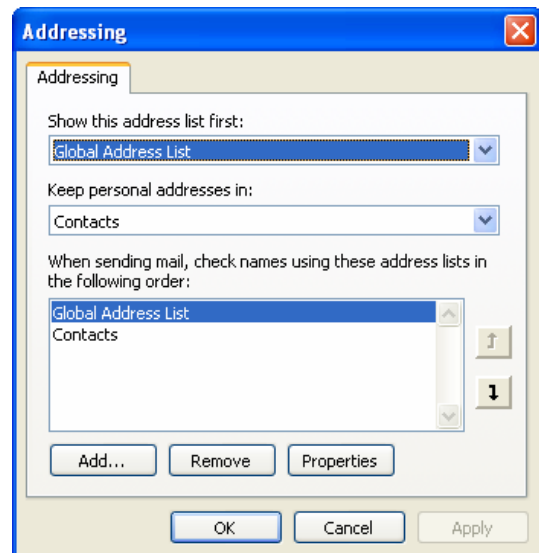 Addressing
Addressing
Show this address list first:
Global Address List
Keep personal addresses in:
Contacts
When sending mail, check names using these address lists in
the following order:
Global Address List
Contacts
Add... Remove Properties
OK Cancel Apply